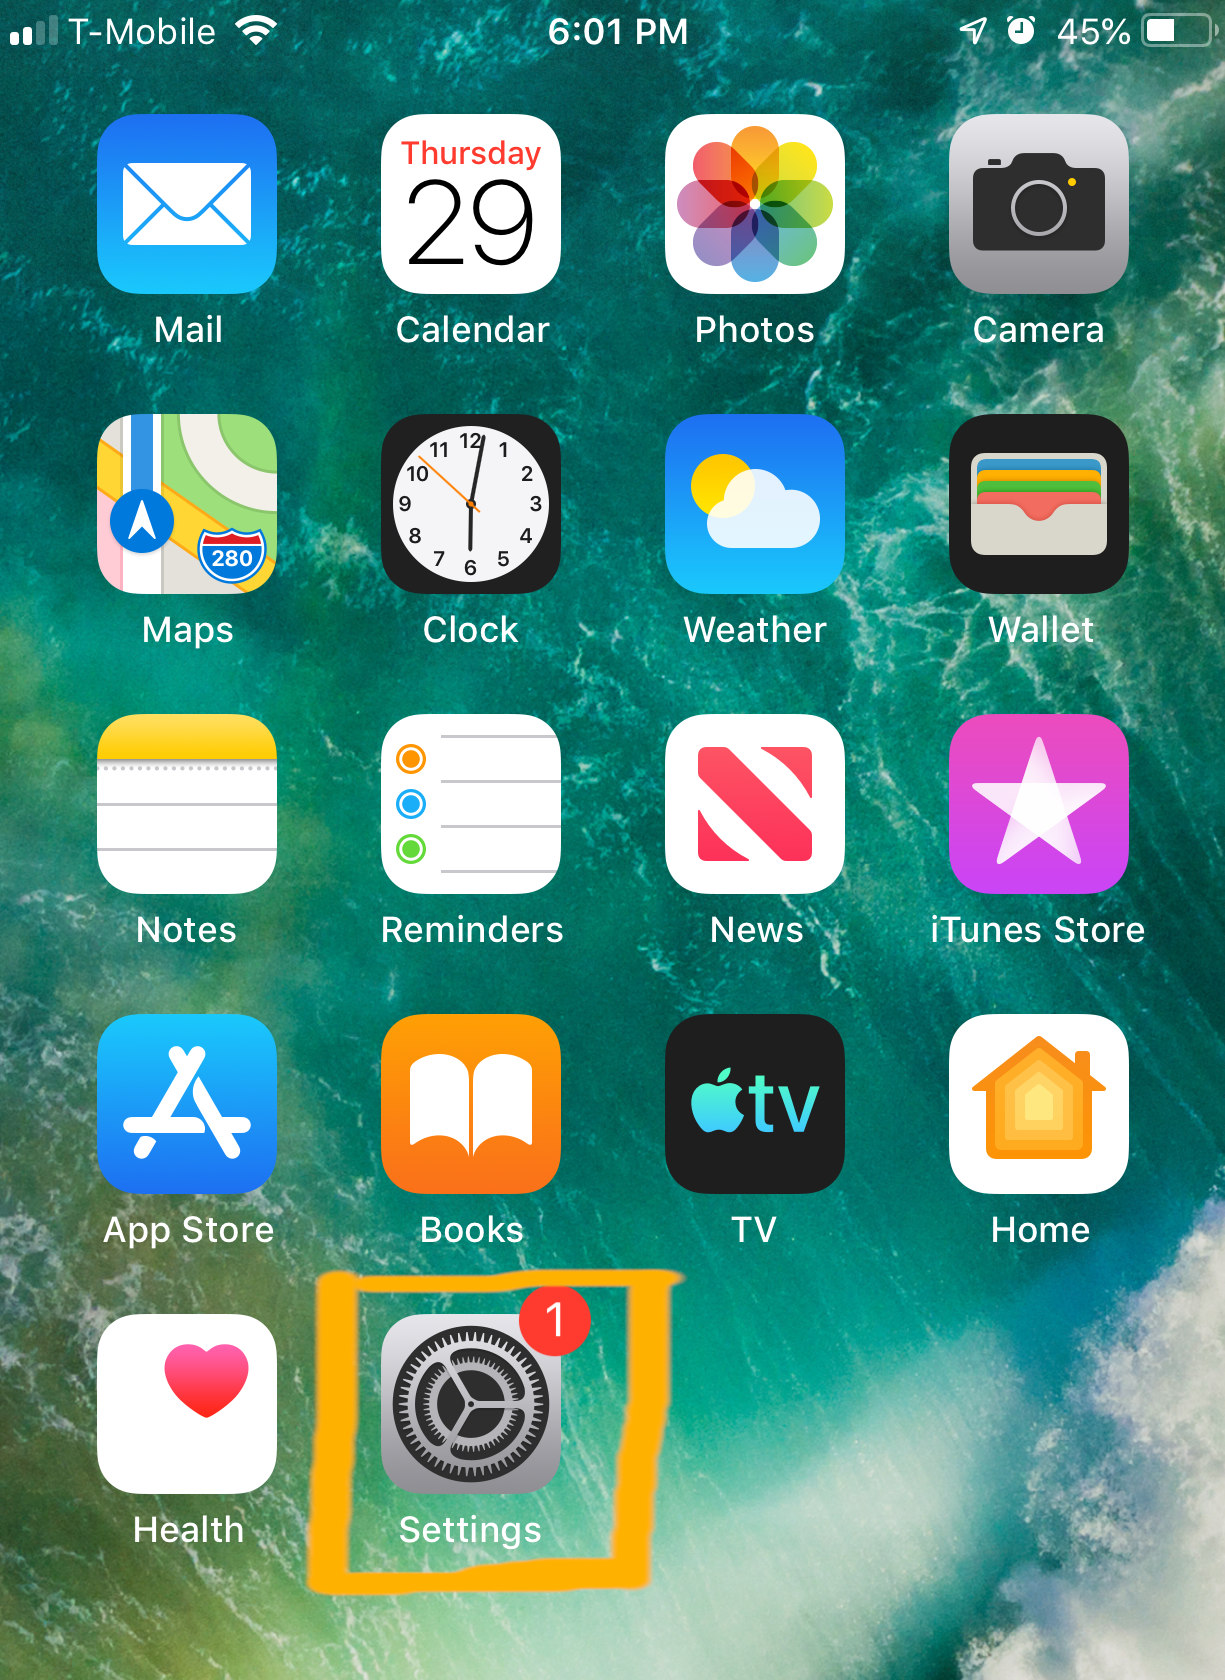 T-Mobile 6:01 PM 45%
Thursday
29
Mail Calendar Photos Camera
12
11 1
10 2
9 3
8 4
7 5
6
280
Maps Clock Weather Wallet
Notes Reminders News iTunes Store
tv
App Store Books TV Home
1
Health Settings